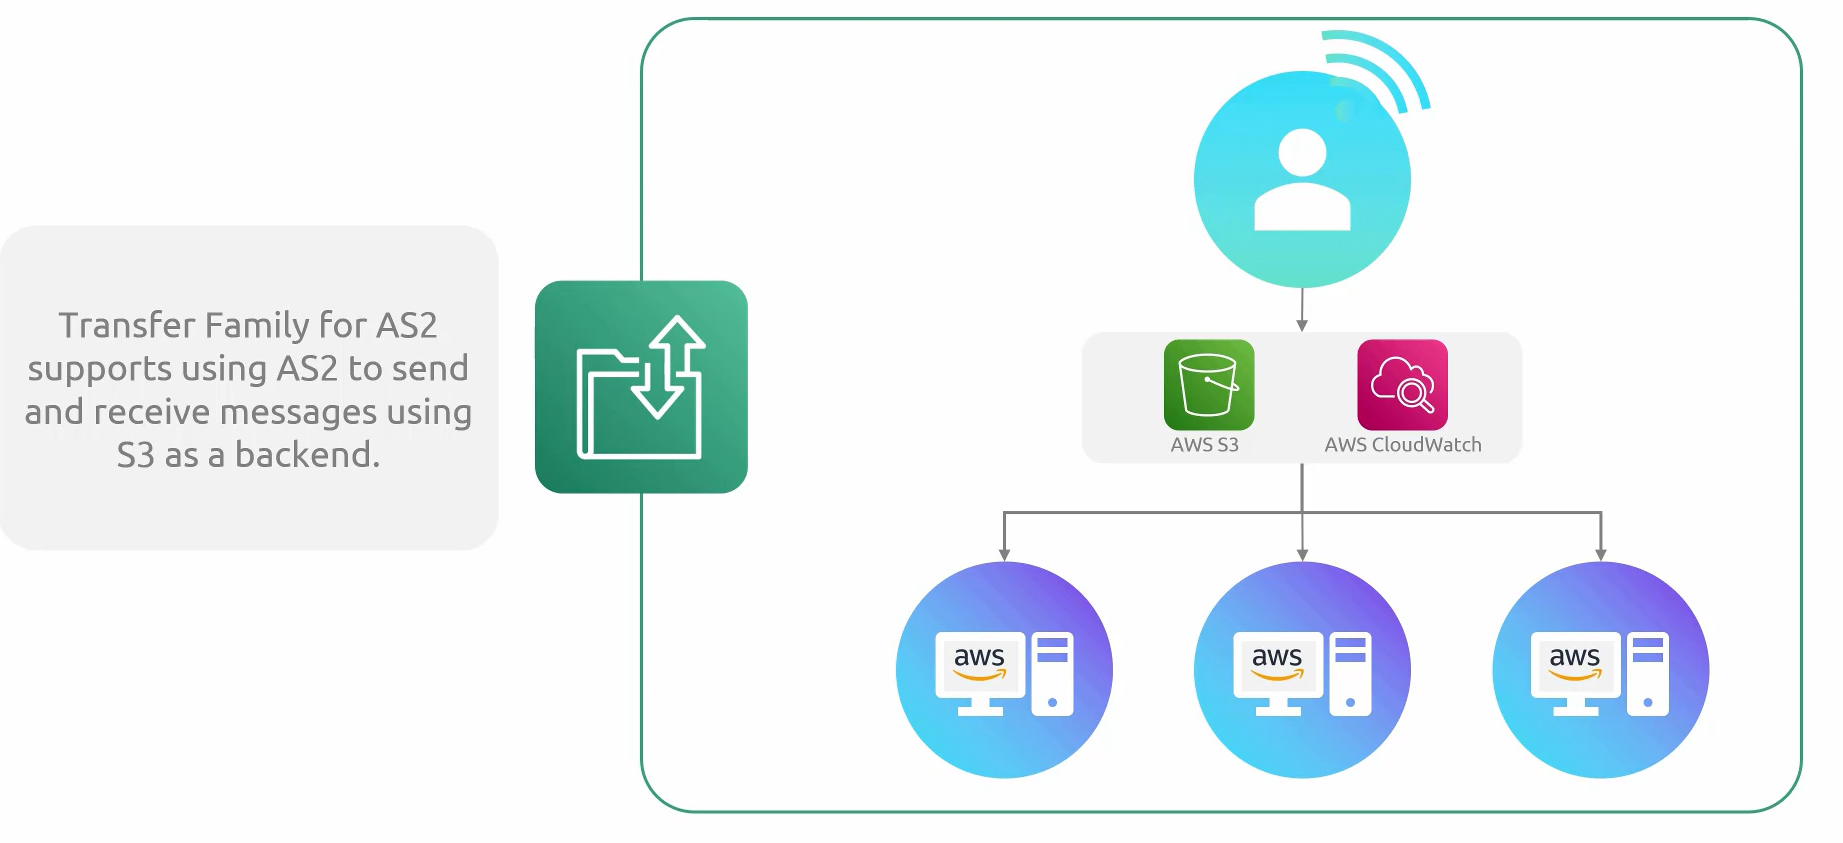 Transfer Family for AS2
supports using AS2 to send
and receive messages using
S3 as a backend.
AWS S3
AWS CloudWatch
aws
aws
aws